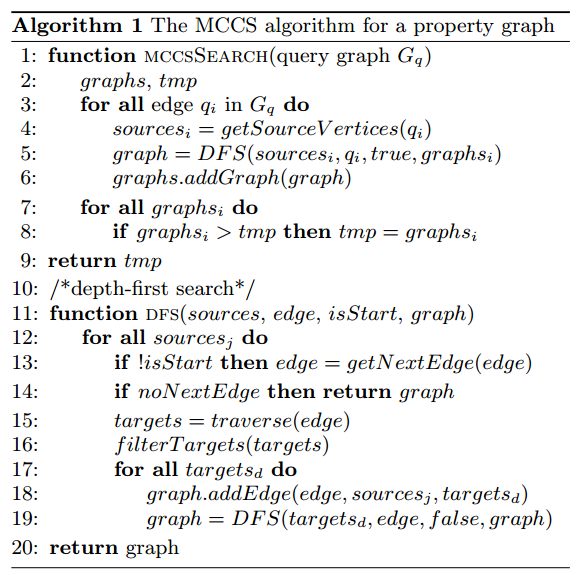 Algorithm 1 The MCCS algorithm for a property graph
1: function MCCSSEARCH(query graph G_q)
2: graphs, tmp
3: for all edge q_i in G_q do
4: sources_i = getSourceVertices(q_i)
5: graph = DFS(sources_i, q_i, true, graphs_i)
6: graphs.addGraph(graph)
7: for all graphs_i do
8: if graphs_i > tmp then tmp = graphs_i
9: return tmp
10: /*depth-first search*/
11: function DFS(sources, edge, isStart, graph)
12: for all sources_j do
13: if !isStart then edge = getNextEdge(edge)
14: if noNextEdge then return graph
15: targets = traverse(edge)
16: filterTargets(targets)
17: for all targets_d do
18: graph.addEdge(edge, sources_j, targets_d)
19: graph = DFS(targets_d, edge, false, graph)
20: return graph